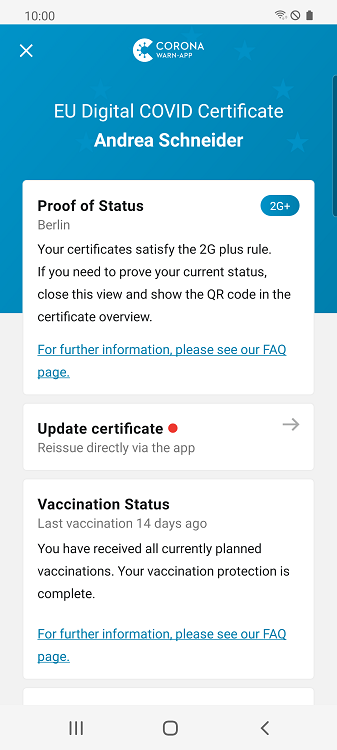 10:00
CORONA
WARN-APP
EU Digital COVID Certificate
Andrea Schneider
Proof of Status
2G+
Berlin
Your certificates satisfy the 2G plus rule.
If you need to prove your current status,
close this view and show the QR code in the
certificate overview.
For further information, please see our FAQ
page.
Update certificate
Reissue directly via the app
Vaccination Status
Last vaccination 14 days ago
You have received all currently planned
vaccinations. Your vaccination protection is
complete.
For further information, please see our FAQ
page.